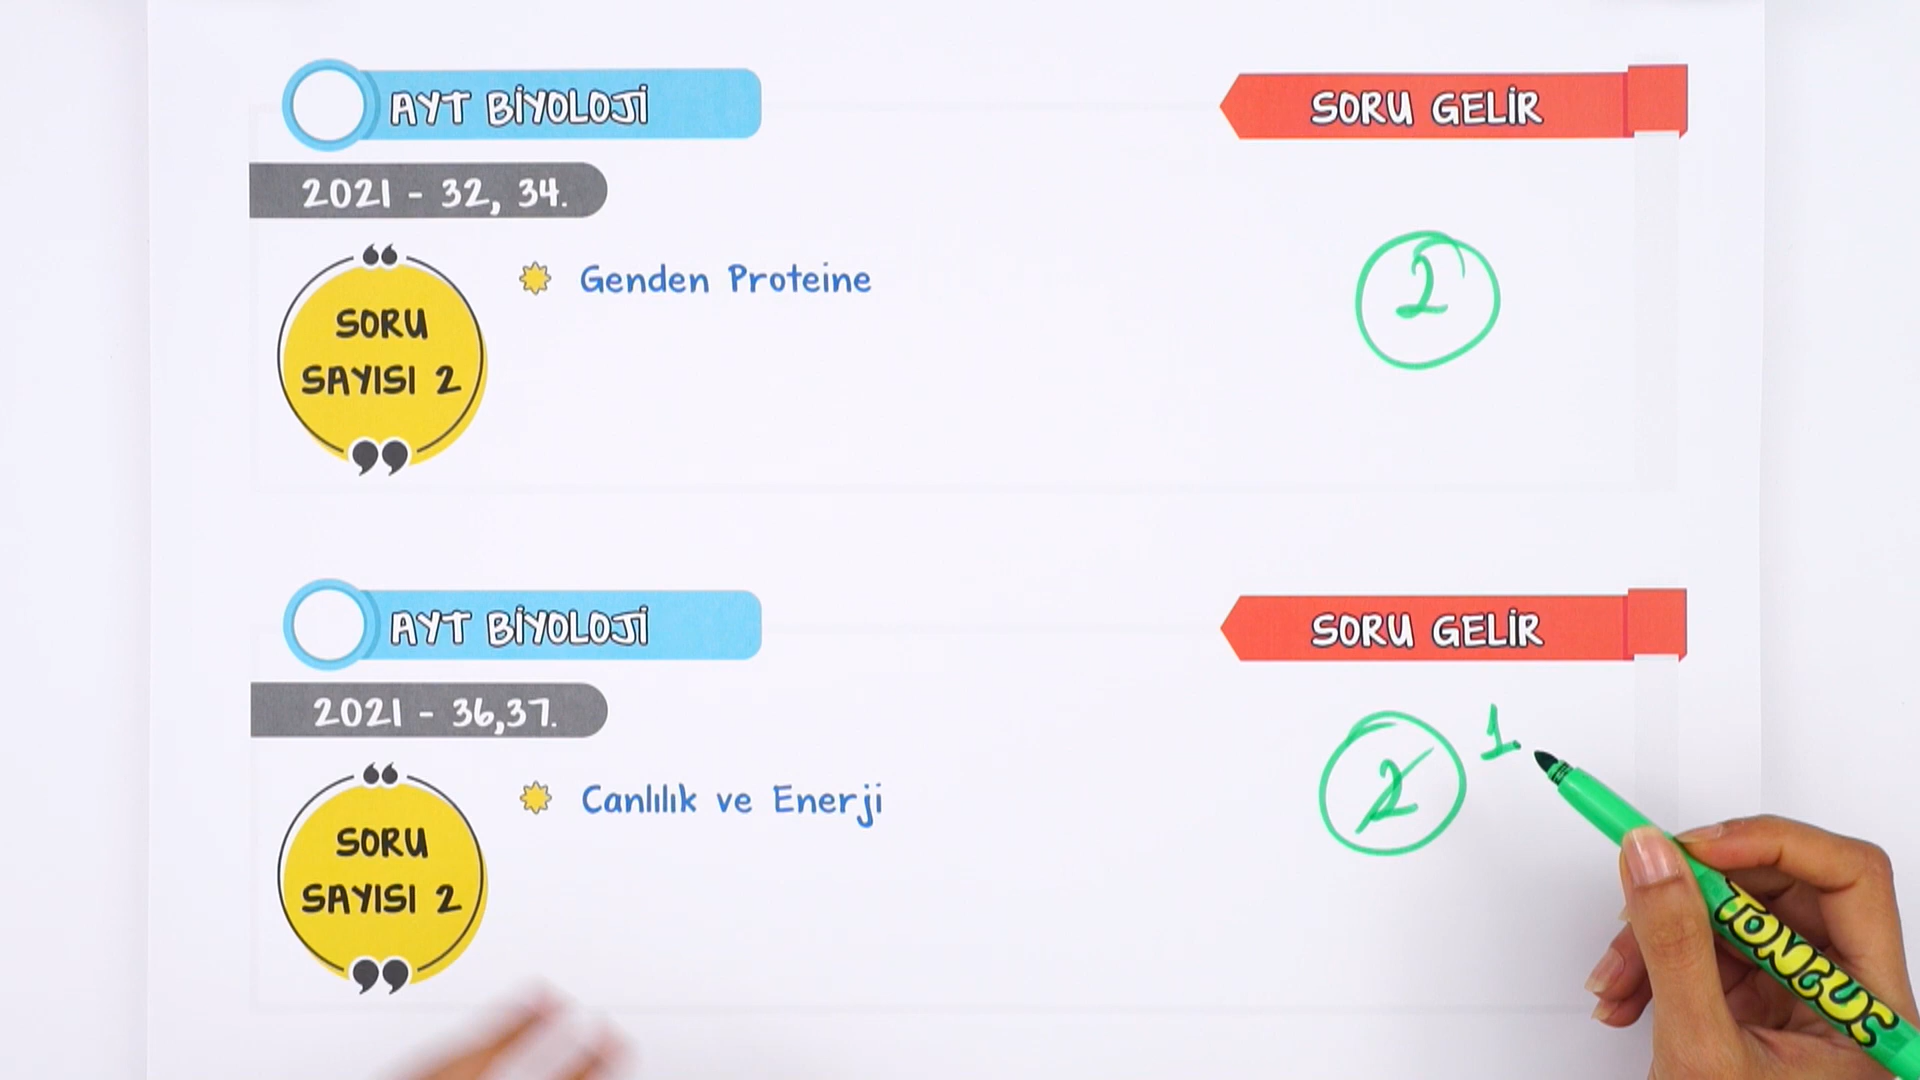 AYT BİYOLOJİ
SORU GELİR
2021 - 32, 34.
SORU
SAYISI 2
Genden Proteine
2
AYT BİYOLOJİ
SORU GELİR
2021 - 36,37.
SORU
SAYISI 2
Canlılık ve Enerji
2
1
TONGUÇ